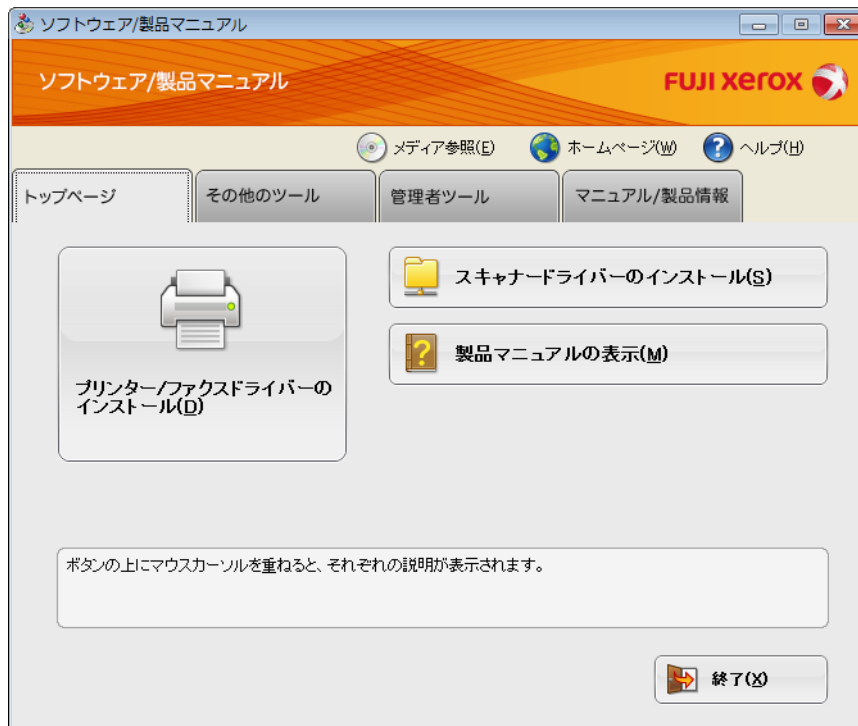 ソフトウェア/製品マニュアル
ソフトウェア/製品マニュアル
FUJI xerox
メディア参照(E)
ホームページ(W)
ヘルプ(H)
トップページ
その他のツール
管理者ツール
マニュアル/製品情報
プリンター/ファクスドライバーの
インストール(D)
スキャナードライバーのインストール(S)
製品マニュアルの表示(M)
ボタンの上にマウスカーソルを重ねると、それぞれの説明が表示されます。
終了(X)